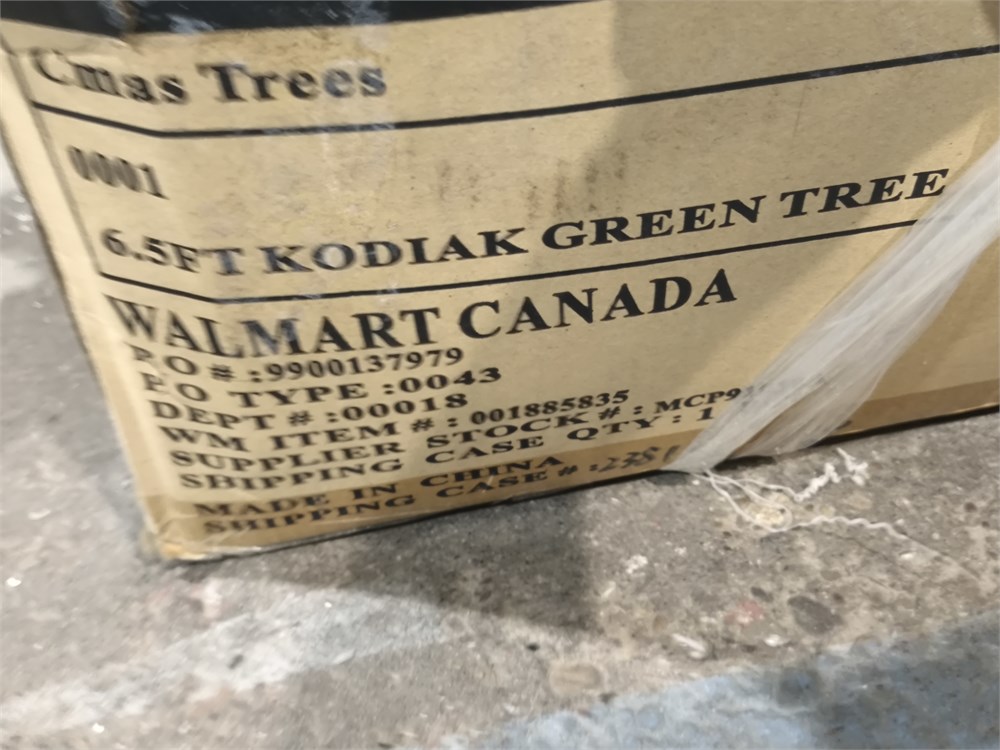 Cmas Trees
0001
6.5FT KODIAK GREEN TREE
WALMART CANADA
PO#:9900137979
PO TYPE:0043
DEPT#:00018
WM ITEM#:001885835
SUPPLIER STOCK#:
SHIPPING CASE QTY:1
MADE IN CHINA
SHIPPING CASE#: